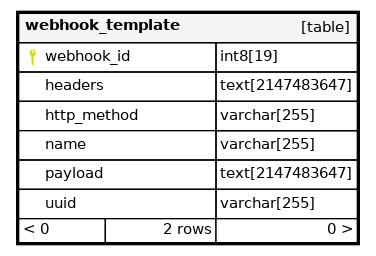 webhook_template [table]
webhook_id int8[19]
headers text[2147483647]
http_method varchar[255]
name varchar[255]
payload text[2147483647]
uuid varchar[255]
< 0 2 rows 0 >